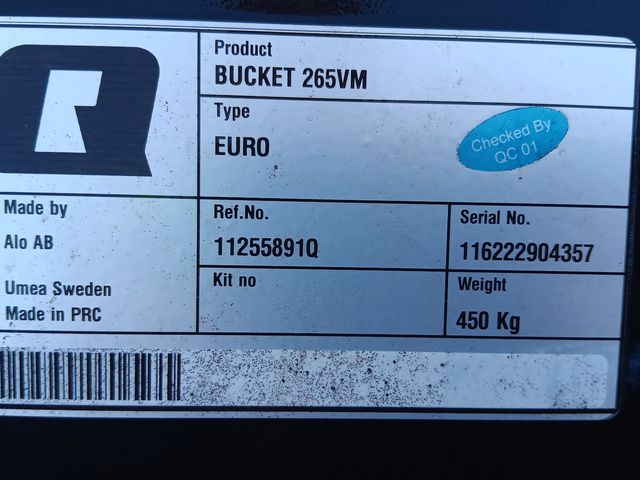 Product
BUCKET 265VM
Type
EURO
Checked By
QC 01
Made by
Alo AB
Umea Sweden
Made in PRC
Ref.No.
11255891Q
Serial No.
116222904357
Kit no
Weight
450 Kg